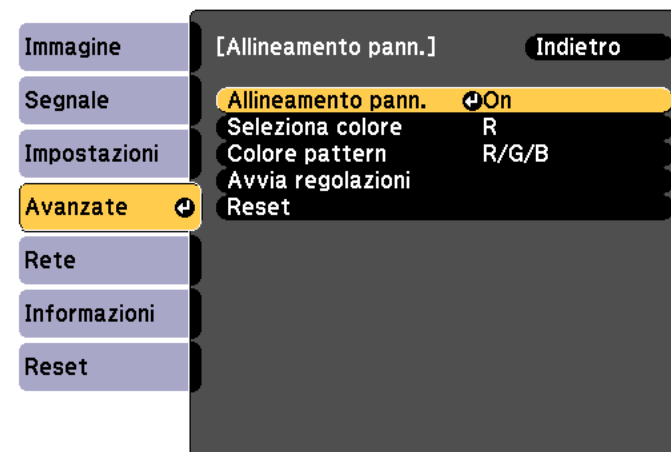 Immagine
Segnale
Impostazioni
Avanzate
Rete
Informazioni
Reset
[Allineamento pann.] Indietro
Allineamento pann. On
Seleziona colore R
Colore pattern R/G/B
Avvia regolazioni
Reset